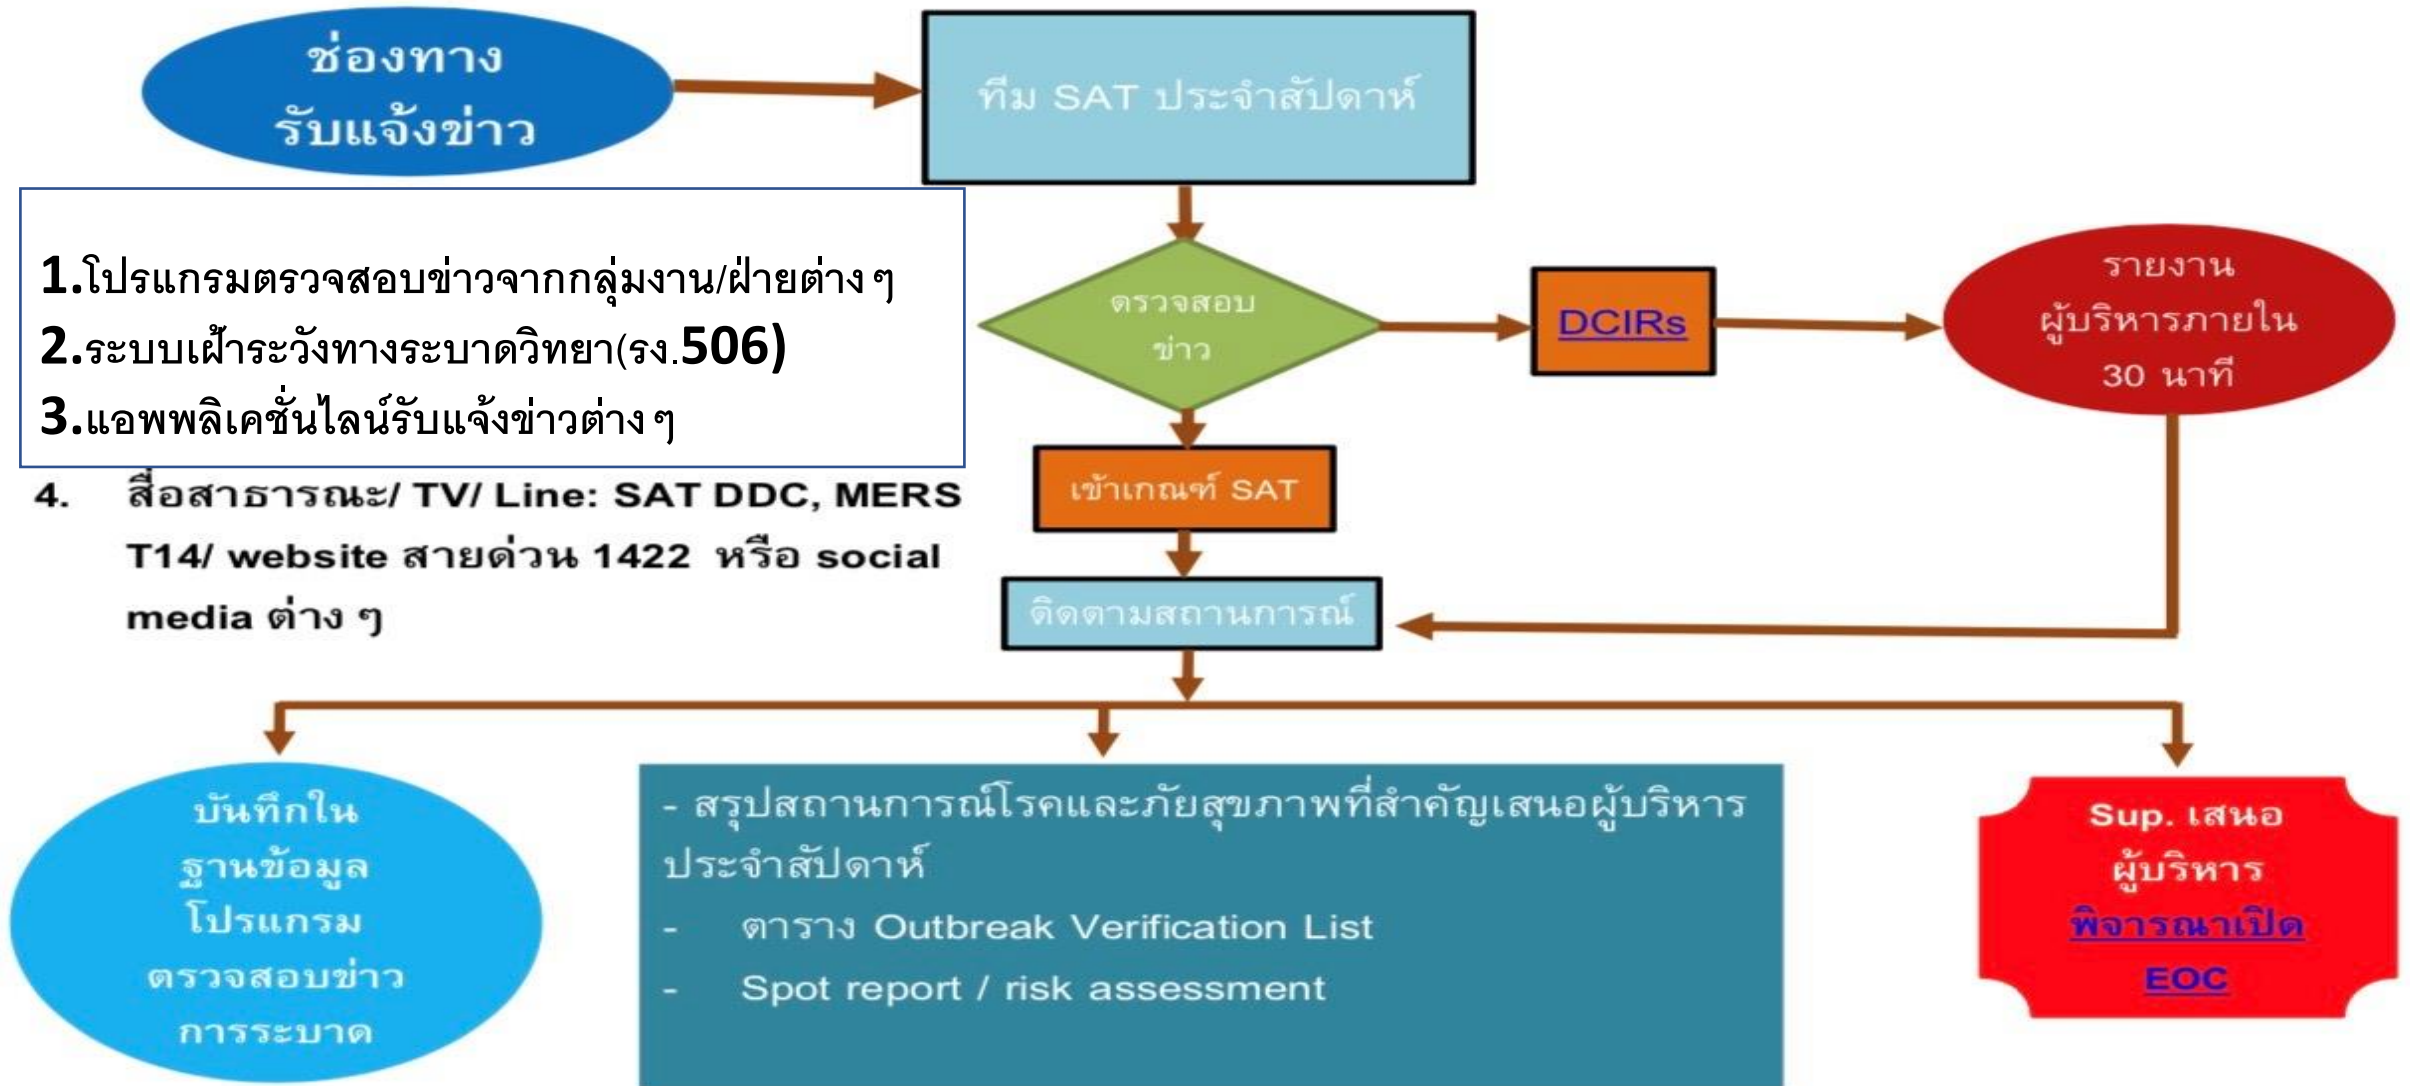 ช่องทาง
รับแจ้งข่าว
ทีม SAT ประจำสัปดาห์
1.โปรแกรมตรวจสอบข่าวจากกลุ่มงาน/ฝ่ายต่าง ๆ
2.ระบบเฝ้าระวังทางระบาดวิทยา(รง.506)
3.แอพพลิเคชั่นไลน์รับแจ้งข่าวต่าง ๆ
4. สื่อสาธารณะ/ TV/ Line: SAT DDC, MERS
T14/ website สายด่วน 1422 หรือ social
media ต่าง ๆ
ตรวจสอบ
ข่าว
DCIRs
รายงาน
ผู้บริหารภายใน
30 นาที
เข้าเกณฑ์ SAT
ติดตามสถานการณ์
บันทึกใน
ฐานข้อมูล
โปรแกรม
ตรวจสอบข่าว
การระบาด
- สรุปสถานการณ์โรคและภัยสุขภาพที่สำคัญเสนอผู้บริหาร
ประจำสัปดาห์
- ตาราง Outbreak Verification List
- Spot report / risk assessment
Sup. เสนอ
ผู้บริหาร
พิจารณาเปิด
EOC